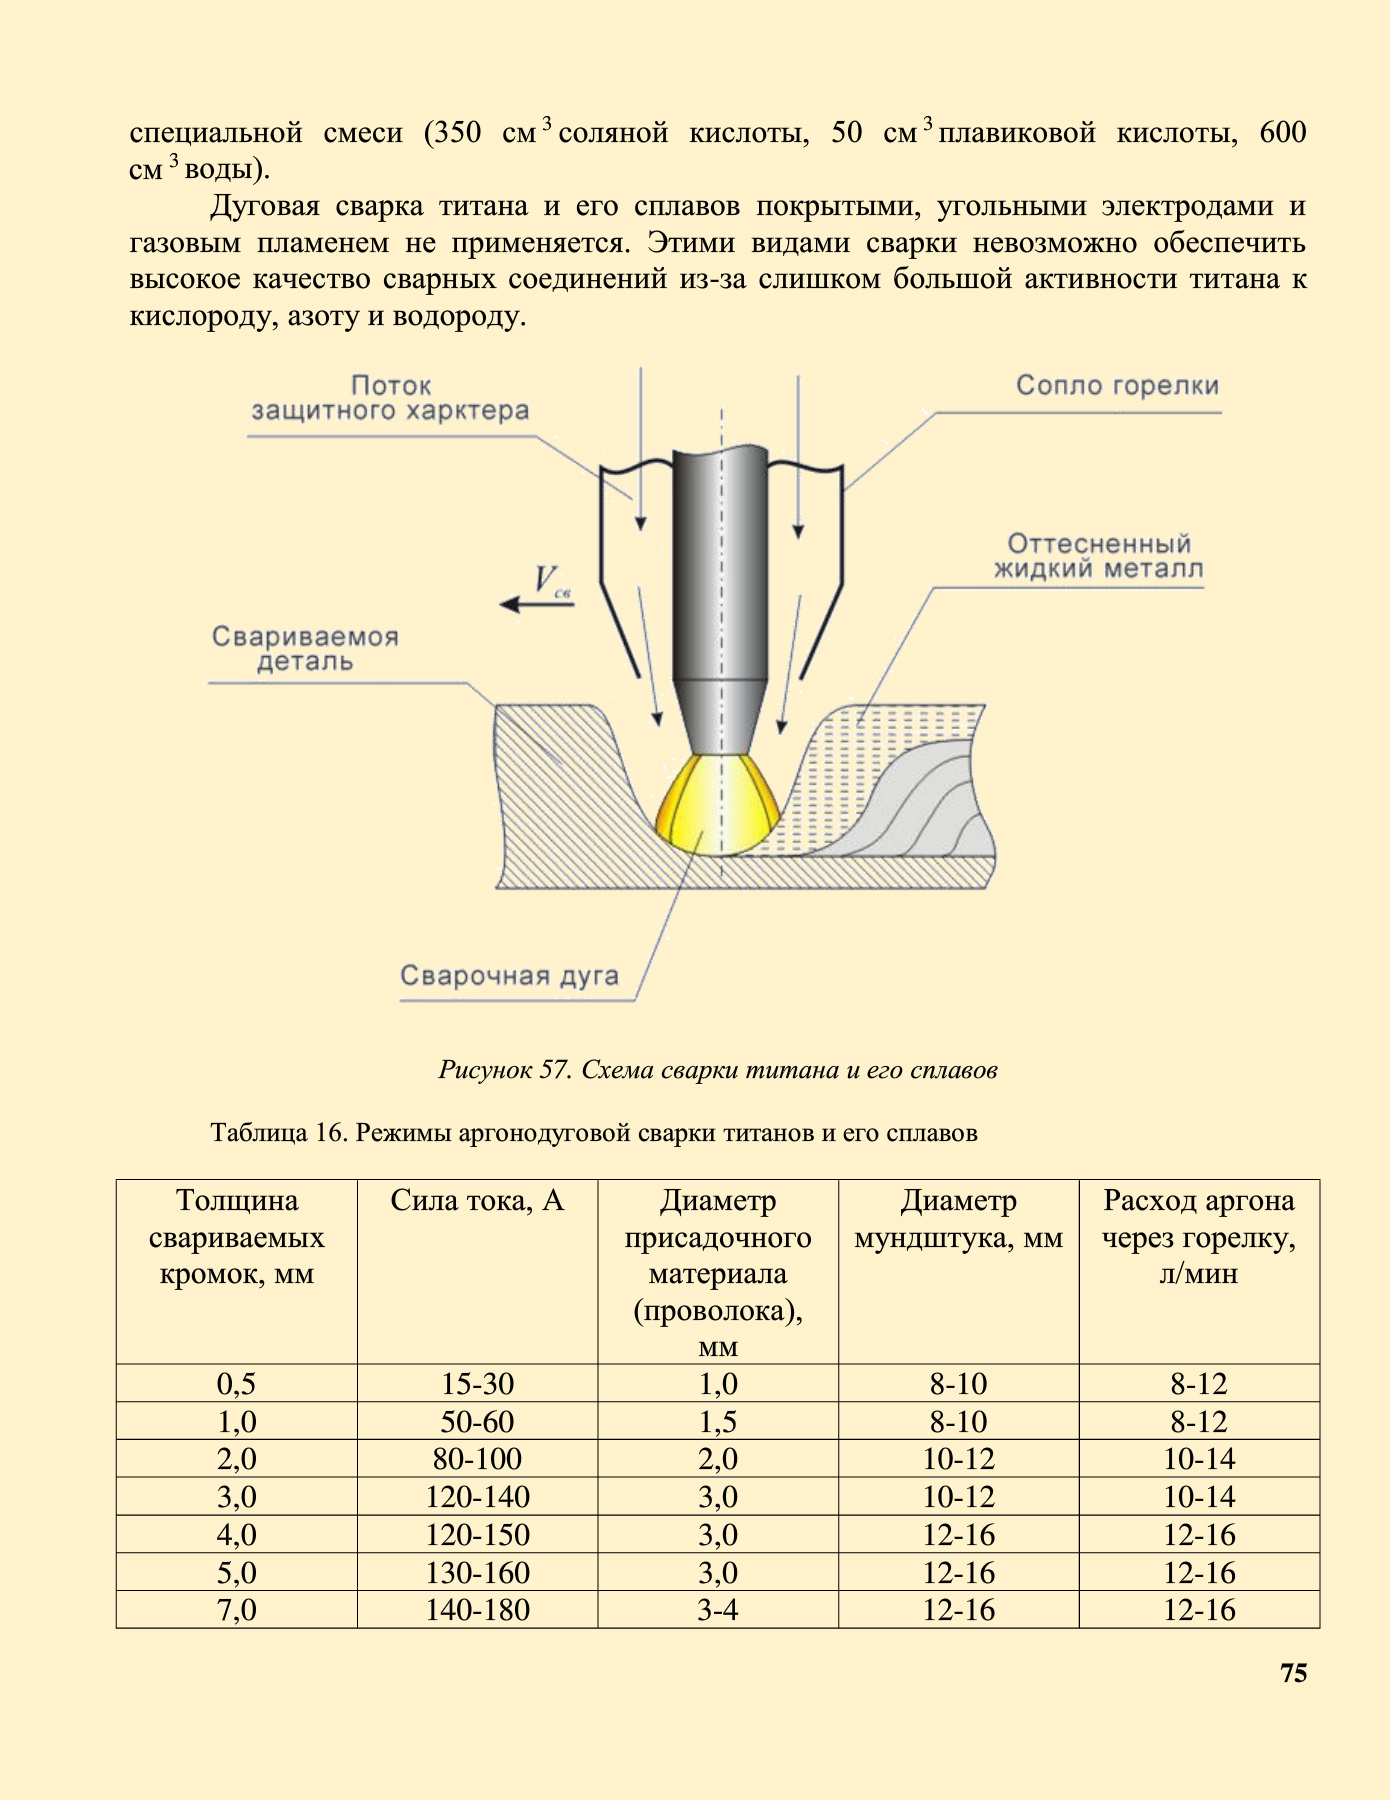 специальной смеси (350 см ³ соляной кислоты, 50 см ³ плавиковой кислоты, 600
см ³ воды).
Дуговая сварка титана и его сплавов покрытыми, угольными электродами и
газовым пламенем не применяется. Этими видами сварки невозможно обеспечить
высокое качество сварных соединений из-за слишком большой активности титана к
кислороду, азоту и водороду.
Поток
защитного харктера
Сопло горелки
Оттесненный
жидкий металл
Vсв
Свариваемоя
деталь
Сварочная дуга
Рисунок 57. Схема сварки титана и его сплавов
Таблица 16. Режимы аргонодуговой сварки титанов и его сплавов
Толщина свариваемых кромок, мм | Сила тока, А | Диаметр присадочного материала (проволока), мм | Диаметр мундштука, мм | Расход аргона через горелку, л/мин
0,5 | 15-30 | 1,0 | 8-10 | 8-12
1,0 | 50-60 | 1,5 | 8-10 | 8-12
2,0 | 80-100 | 2,0 | 10-12 | 10-14
3,0 | 120-140 | 3,0 | 10-12 | 10-14
4,0 | 120-150 | 3,0 | 12-16 | 12-16
5,0 | 130-160 | 3,0 | 12-16 | 12-16
7,0 | 140-180 | 3-4 | 12-16 | 12-16
75